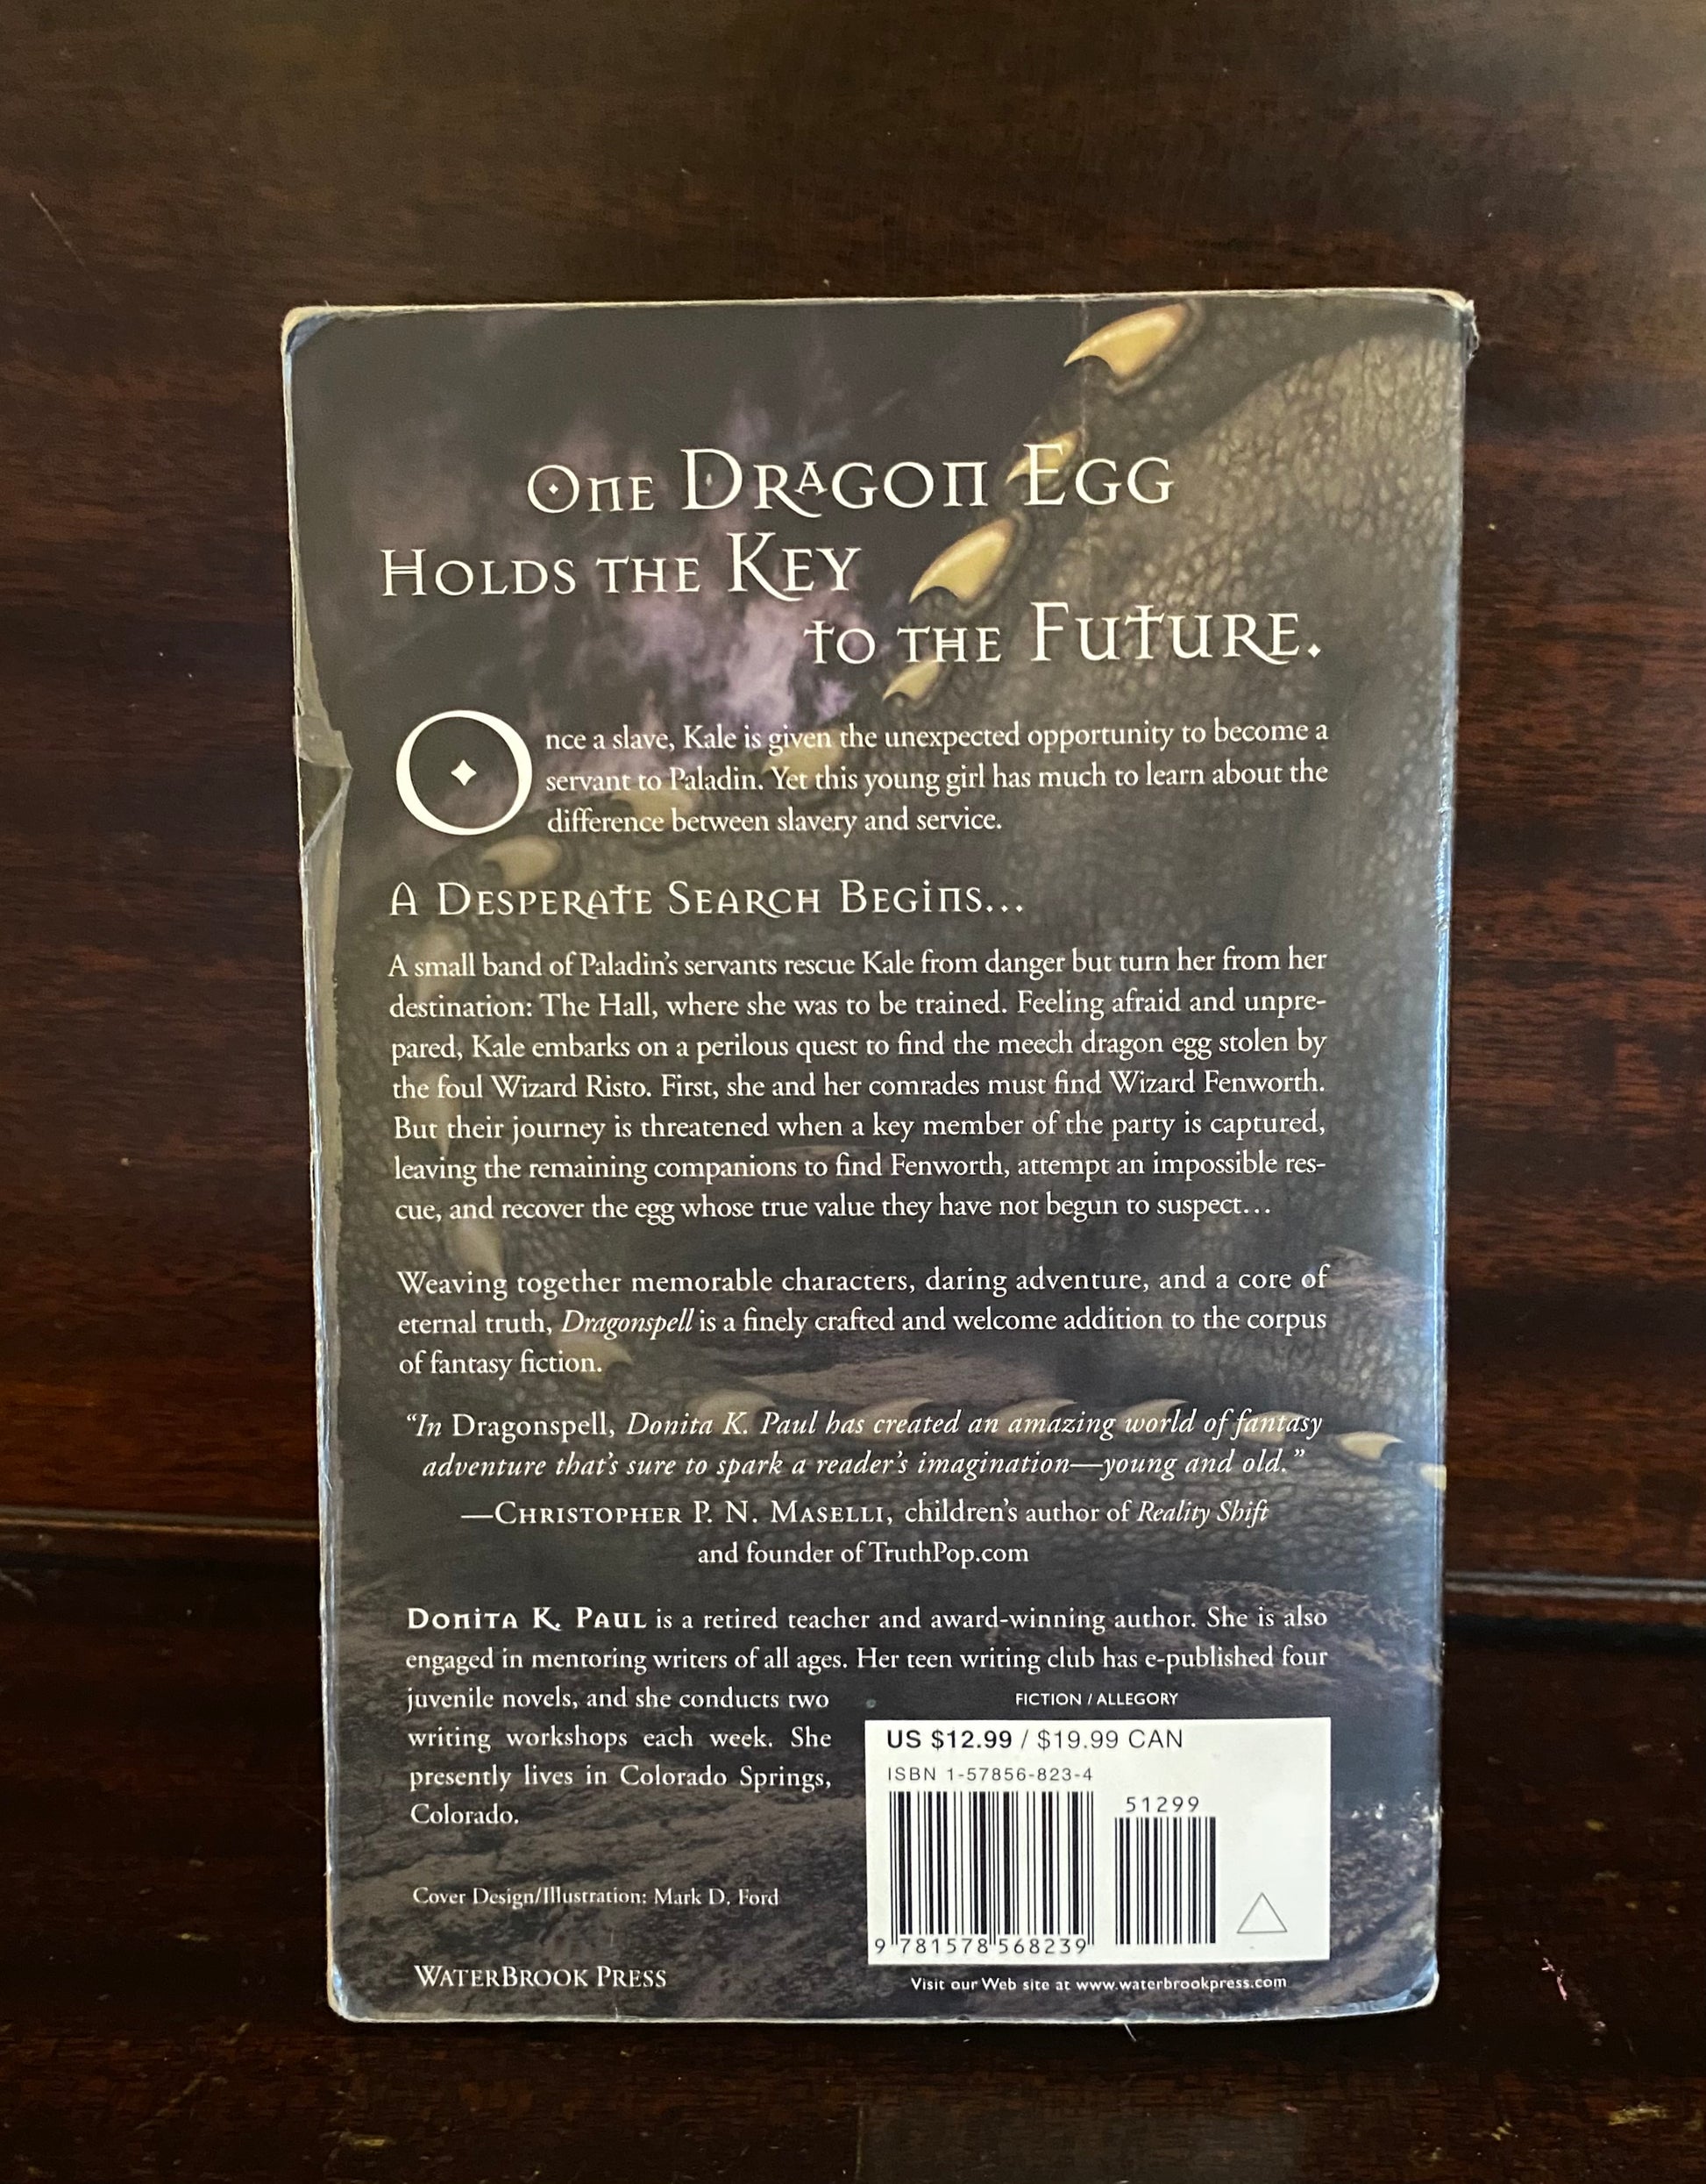 One Dragon Egg
Holds the Key
to the Future.
Once a slave, Kale is given the unexpected opportunity to become a
servant to Paladin. Yet this young girl has much to learn about the
difference between slavery and service.
A Desperate Search Begins...
A small band of Paladin's servants rescue Kale from danger but turn her from her
destination: The Hall, where she was to be trained. Feeling afraid and unpre-
pared, Kale embarks on a perilous quest to find the meech dragon egg stolen by
the foul Wizard Risto. First, she and her comrades must find Wizard Fenworth.
But their journey is threatened when a key member of the party is captured,
leaving the remaining companions to find Fenworth, attempt an impossible res-
cue, and recover the egg whose true value they have not begun to suspect...
Weaving together memorable characters, daring adventure, and a core of
eternal truth, Dragonspell is a finely crafted and welcome addition to the corpus
of fantasy fiction.
"In Dragonspell, Donita K. Paul has created an amazing world of fantasy
adventure that's sure to spark a reader's imagination—young and old."
—Christopher P. N. Maselli, children's author of Reality Shift
and founder of TruthPop.com
Donita K. Paul is a retired teacher and award-winning author. She is also
engaged in mentoring writers of all ages. Her teen writing club has e-published four
juvenile novels, and she conducts two
writing workshops each week. She
presently lives in Colorado Springs,
Colorado.
Cover Design/Illustration: Mark D. Ford
WaterBrook Press
FICTION / ALLEGORY
US $12.99 / $19.99 CAN
ISBN 1-57856-823-4
51299
9 781578 568239
Visit our Web site at www.waterbrookpress.com